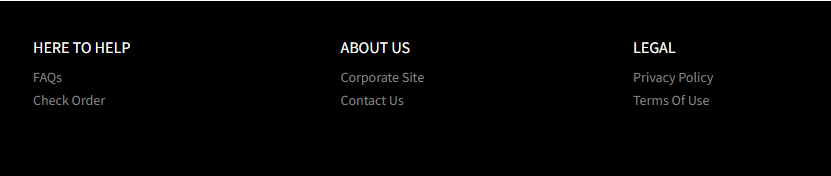 HERE TO HELP
FAQs
Check Order
ABOUT US
Corporate Site
Contact Us
LEGAL
Privacy Policy
Terms Of Use